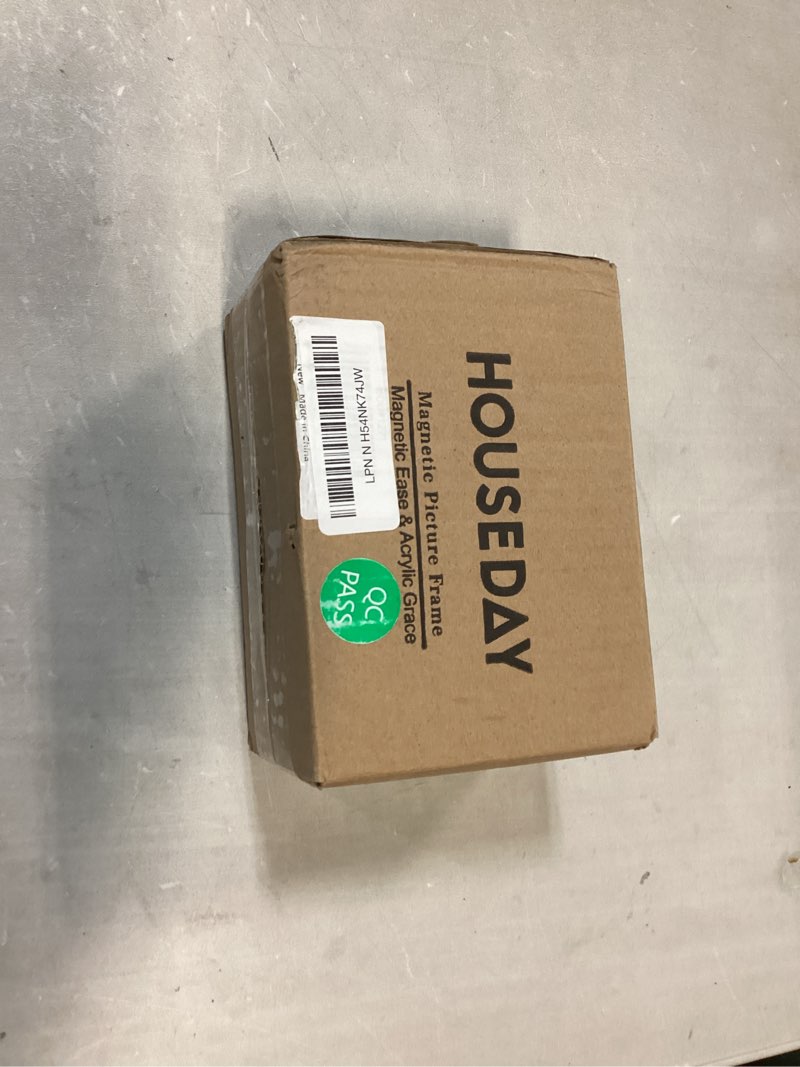 HOUSEDAY
Magnetic Picture Frame
Magnetic Ease & Acrylic Grace
LPN N H54NK74JW
New Made in China
QC
PASS